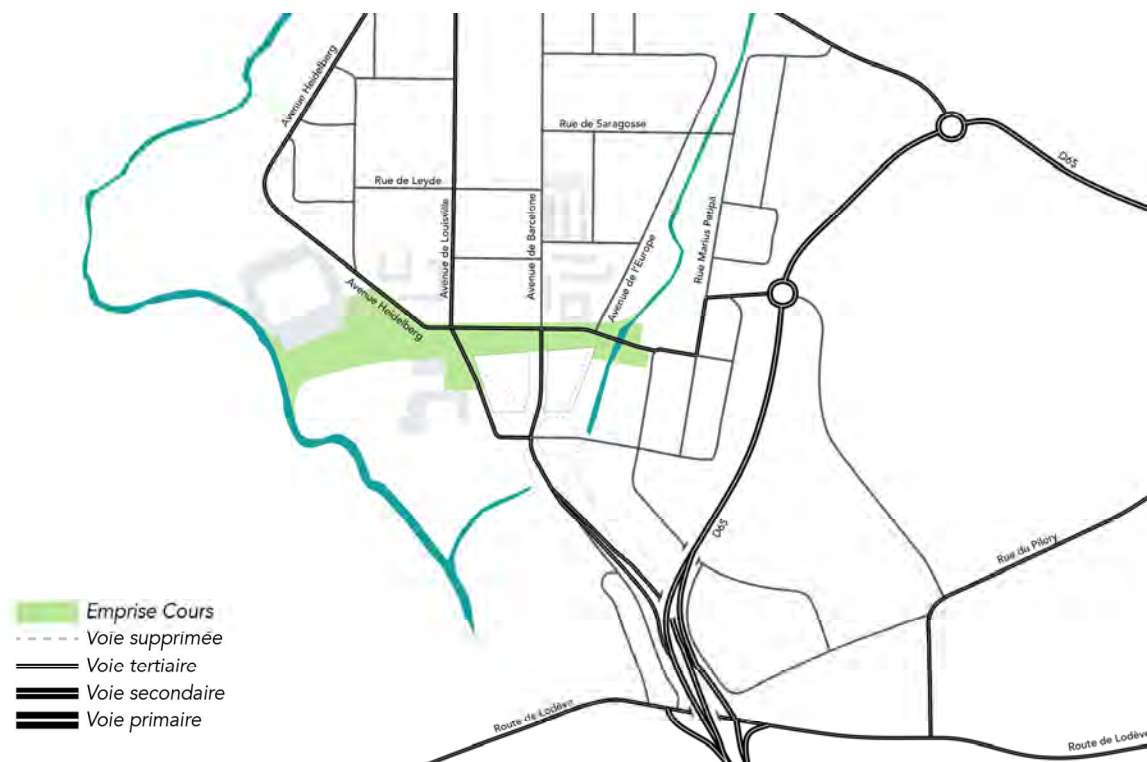 Avenue Heidelberg
Rue de Saragosse
D65
Rue de Leyde
Avenue de Louisville
Avenue de Barcelone
Avenue de l'Europe
Rue Marius Patipa
Avenue Heidelberg
D65
Rue du Pilory
Emprise Cours
Voie supprimée
Voie tertiaire
Voie secondaire
Voie primaire
Route de Lodève
Route de Lodève